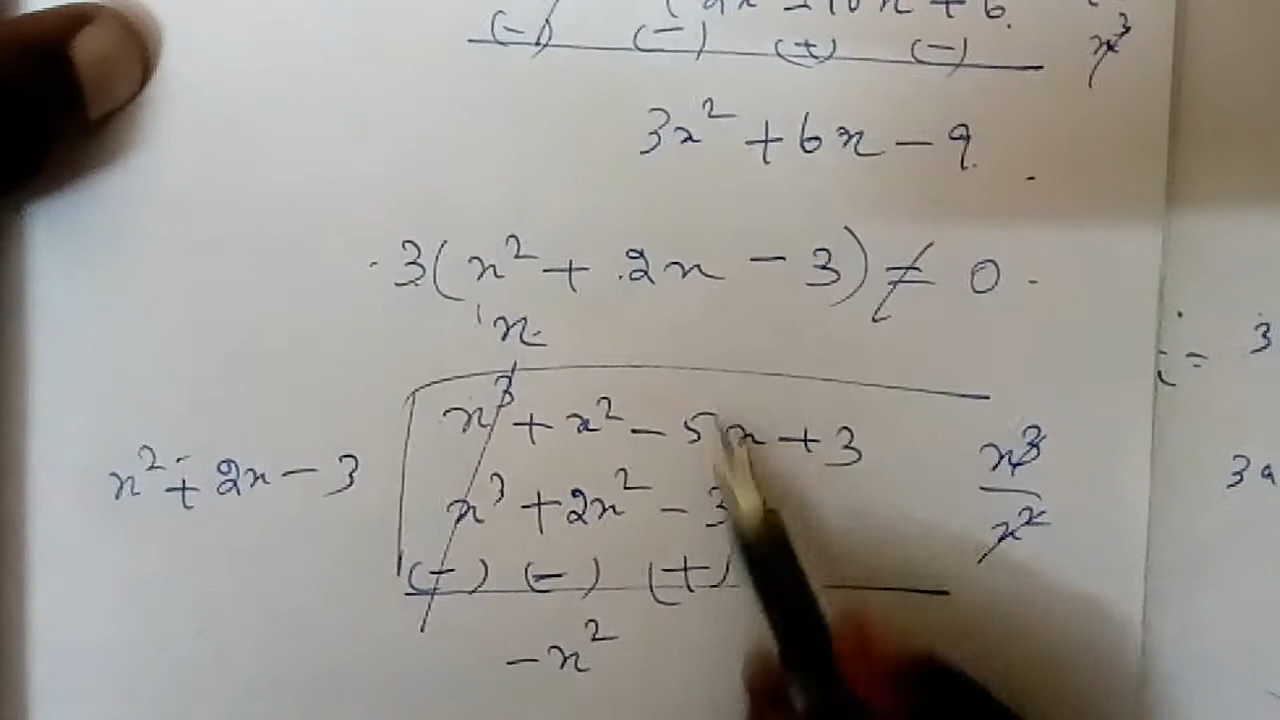 (-) (-) (+) (-) x³
3x² + 6x - 9
3(x² + 2x - 3) ≠ 0
x
x³ + x² - 5x + 3
x² + 2x - 3 x³ + 2x² - 3 x³/x²
(-) (-) (+)
-x²